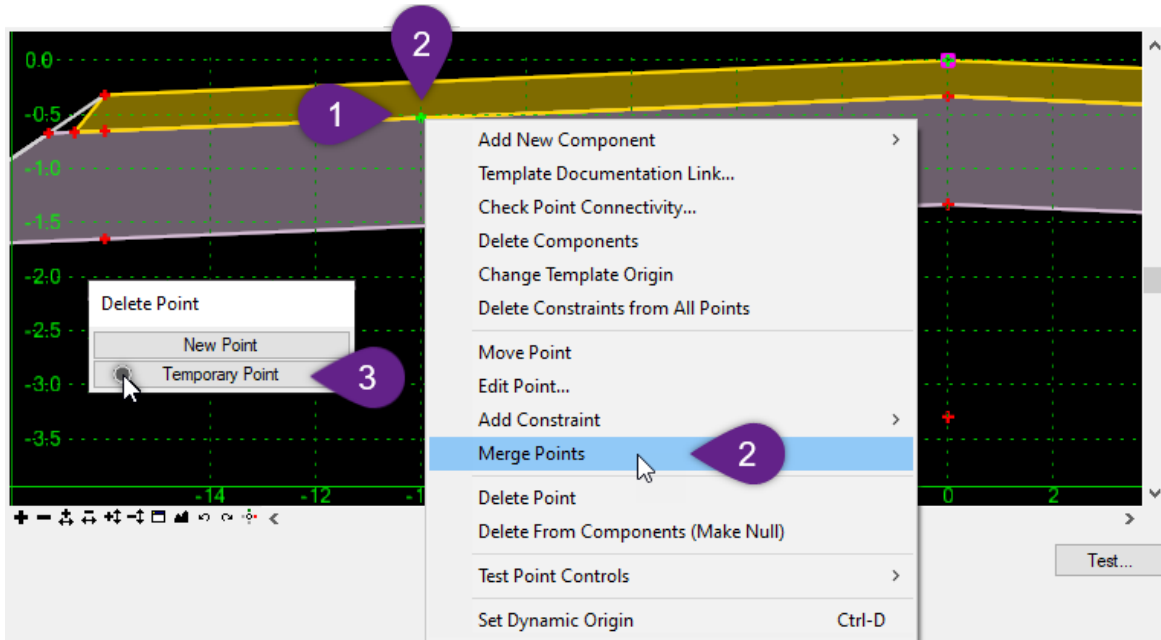 2
0.0
1
-0.5
-1.0
-1.5
-2.0
-2.5
-3.0
-3.5
Add New Component
Template Documentation Link...
Check Point Connectivity...
Delete Components
Change Template Origin
Delete Constraints from All Points
Move Point
Edit Point...
Add Constraint
Merge Points
2
Delete Point
Delete From Components (Make Null)
Test Point Controls
Set Dynamic Origin Ctrl-D
Delete Point
New Point
Temporary Point
3
-14 -12 -1 0 2
Test...